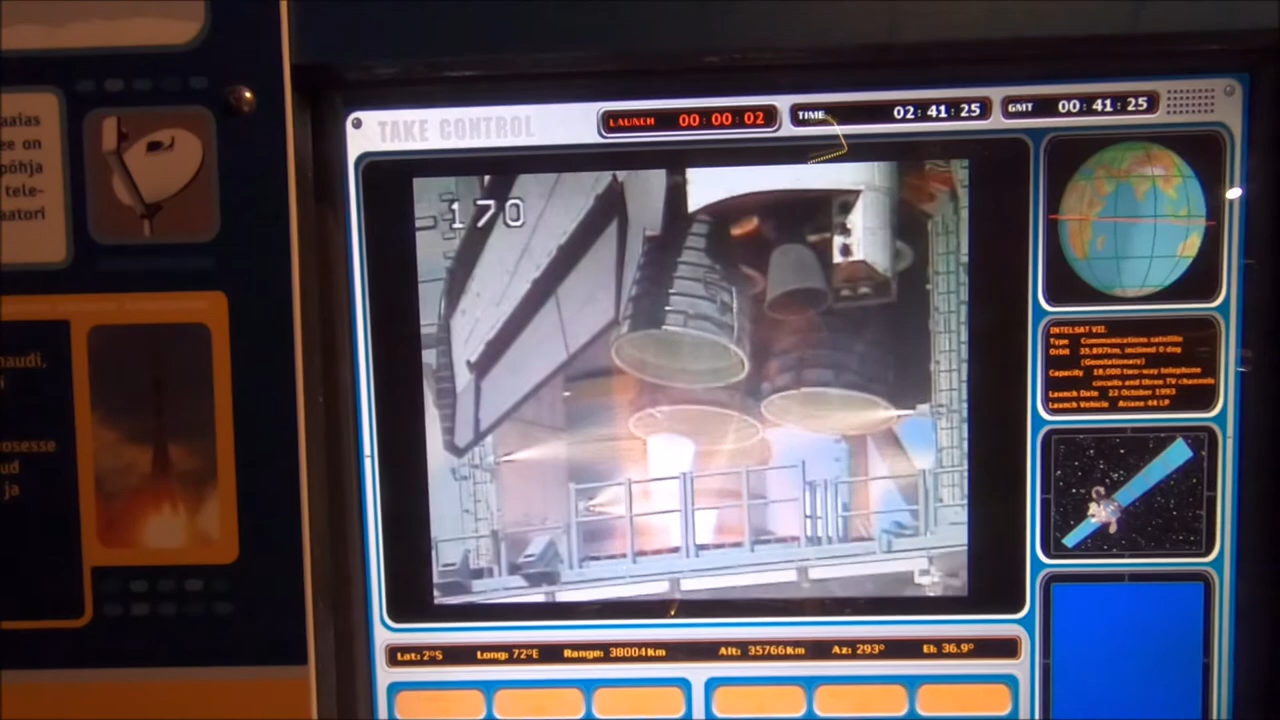 aaias
ee on
põhja
tele-
aatori
naudi,
osesse
ud
ja
TAKE CONTROL
LAUNCH 00:00:02
TIME 02:41:25
GMT 00:41:25
170
INTELSAT VII.
Type Communications satellite
Orbit 35,897km, inclined 0 deg
(Geostationary)
Capacity 18,000 two-way telephone
circuits and three TV channels
Launch Date 22 October 1993
Launch Vehicle Ariane 44 LP
Lat: 2°S Long: 72°E Range: 38004Km Alt: 35766Km Az: 293° El: 36.9°